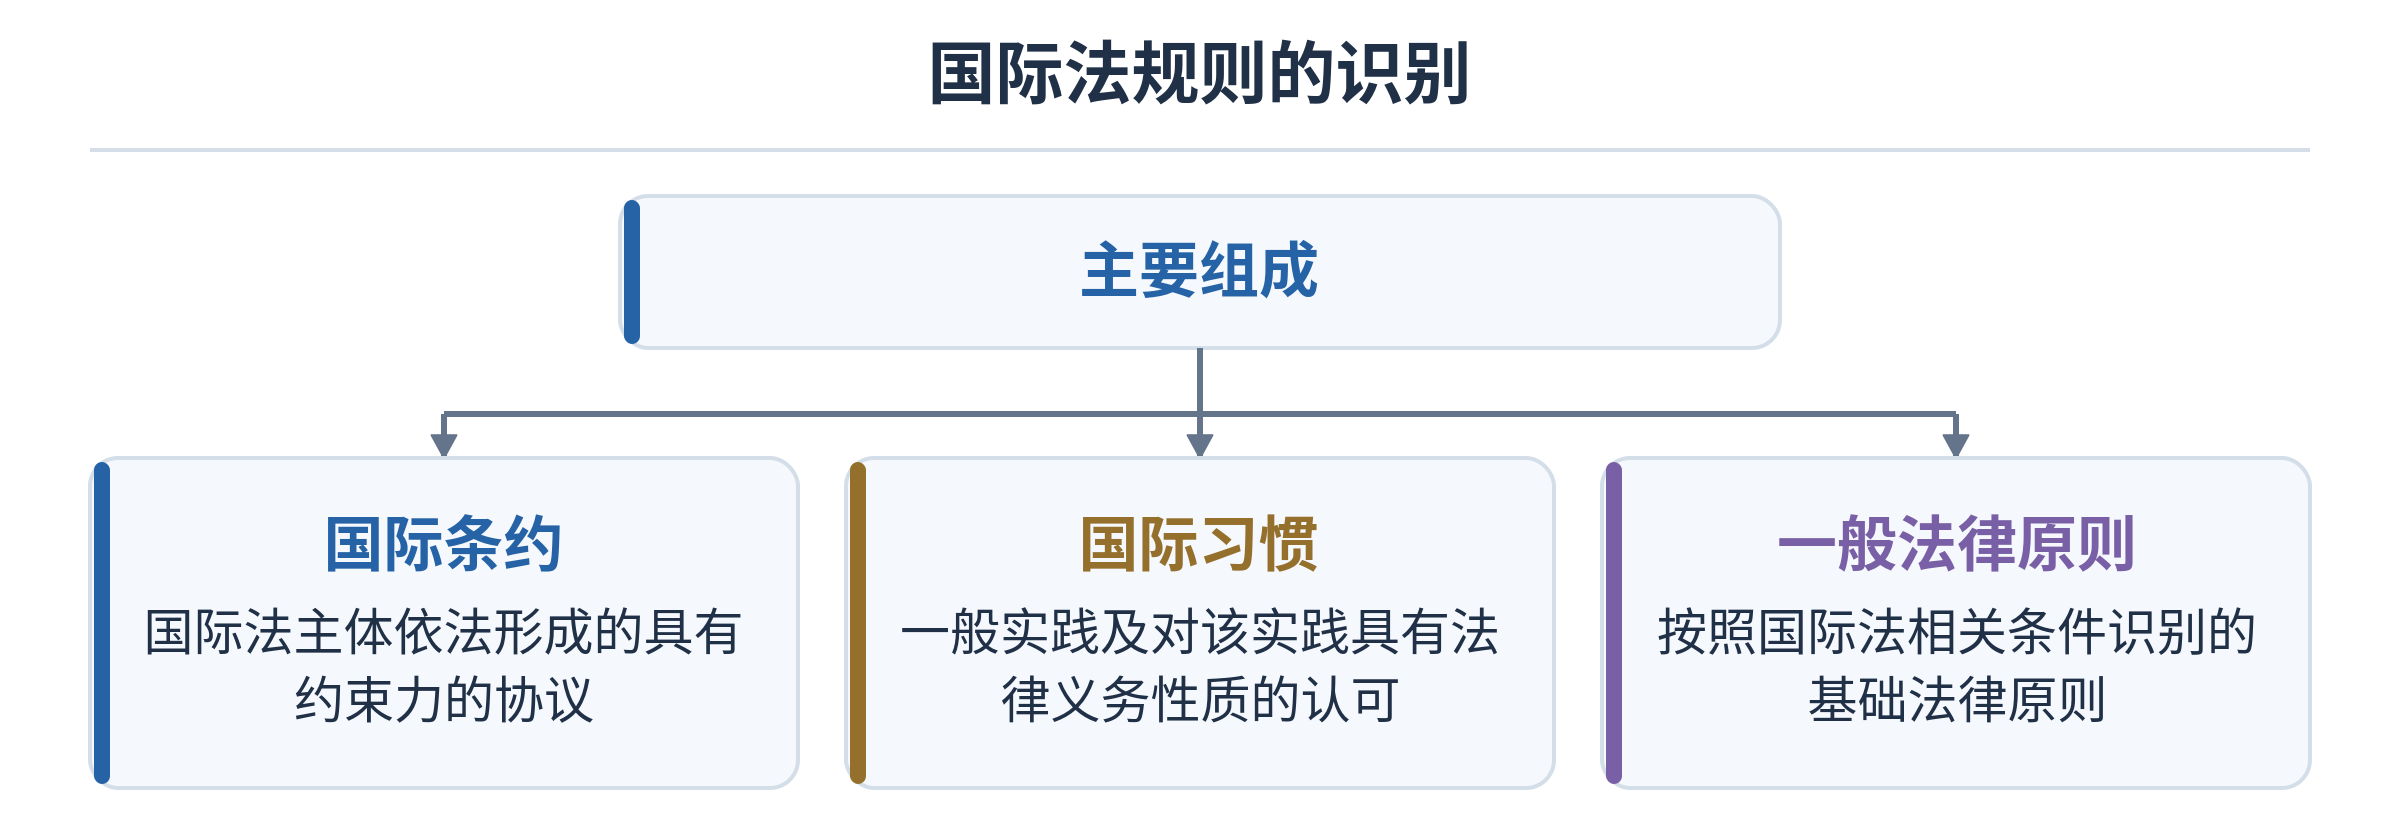 国际法规则的识别
主要组成
国际条约
国际法主体依法形成的具有
约束力的协议
国际习惯
一般实践及对该实践具有法
律义务性质的认可
一般法律原则
按照国际法相关条件识别的
基础法律原则